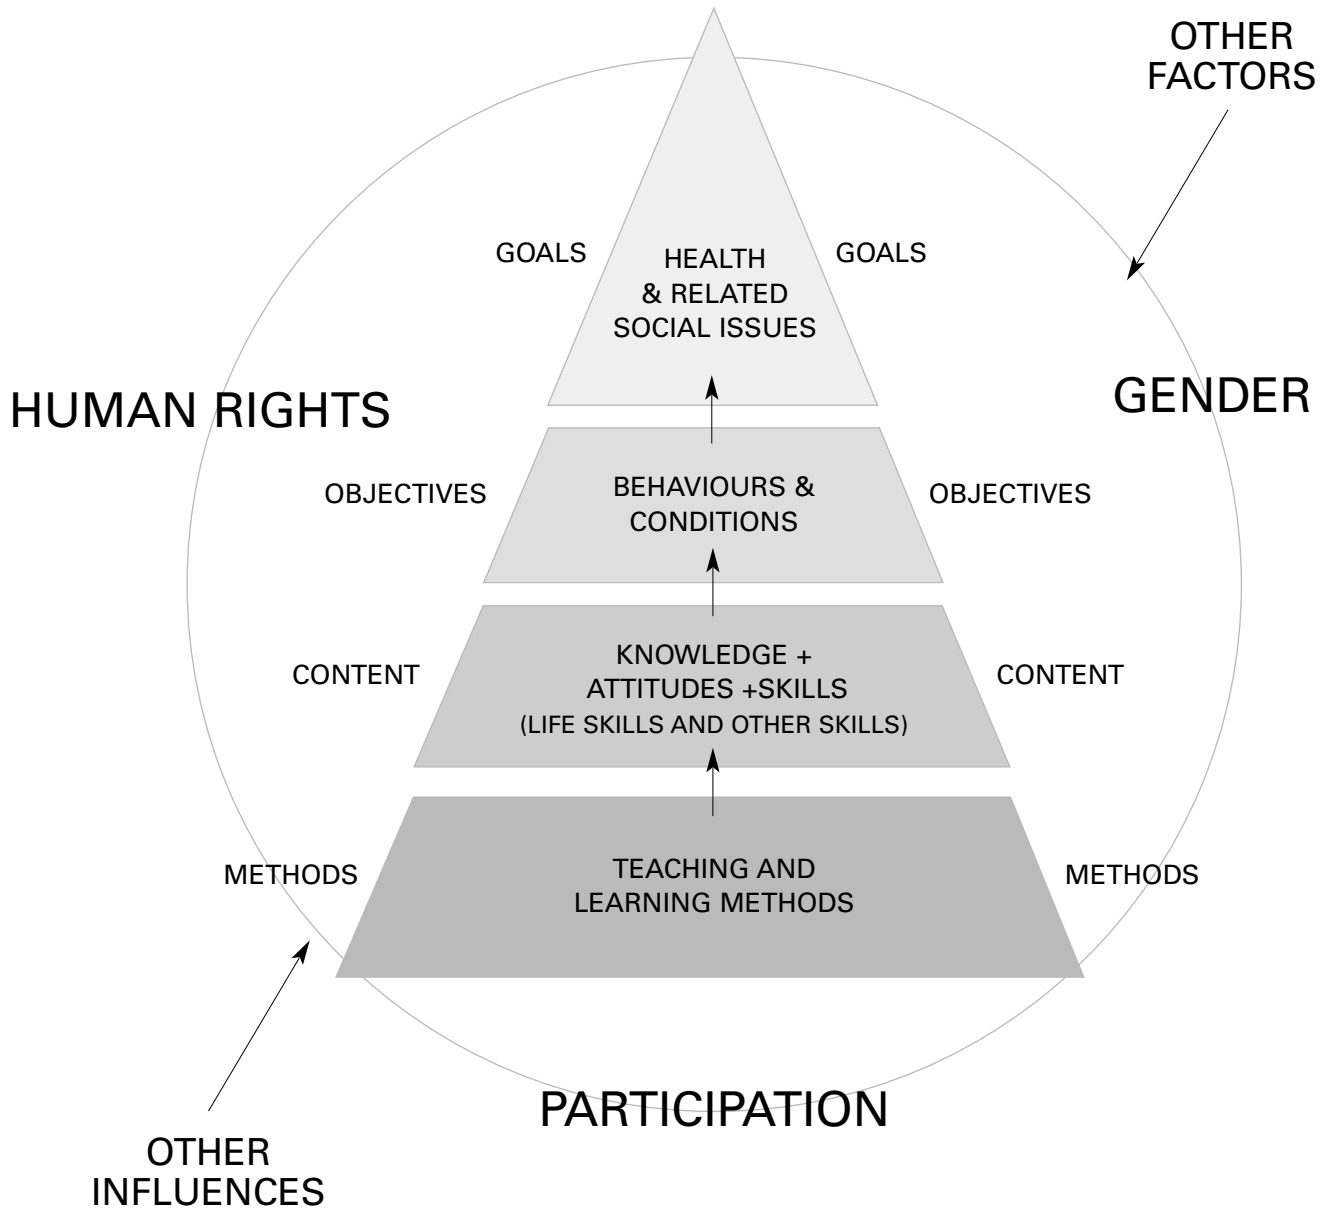 OTHER
FACTORS
GOALS
HEALTH
& RELATED
SOCIAL ISSUES
GOALS
HUMAN RIGHTS
GENDER
OBJECTIVES
BEHAVIOURS &
CONDITIONS
OBJECTIVES
CONTENT
KNOWLEDGE +
ATTITUDES +SKILLS
(LIFE SKILLS AND OTHER SKILLS)
CONTENT
METHODS
TEACHING AND
LEARNING METHODS
METHODS
PARTICIPATION
OTHER
INFLUENCES